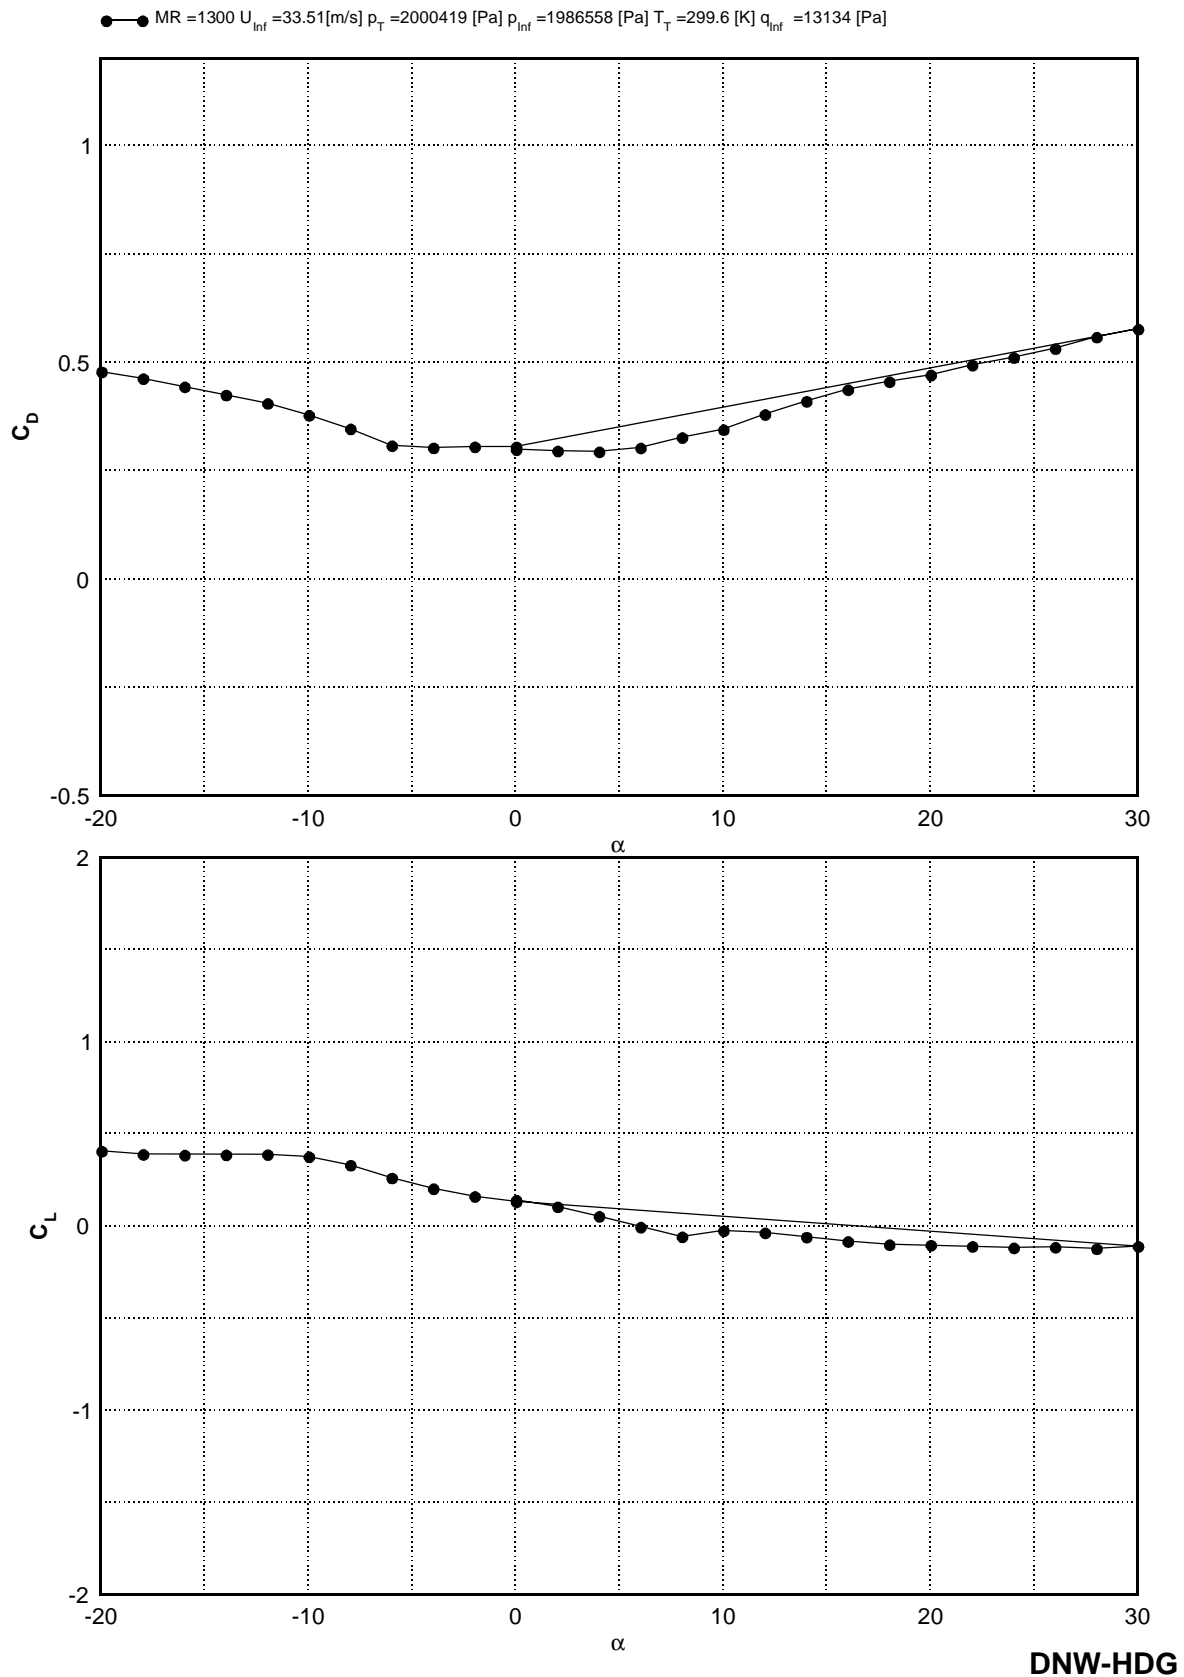 MR =1300 U_Inf =33.51[m/s] p_T =2000419 [Pa] p_Inf =1986558 [Pa] T_T =299.6 [K] q_Inf =13134 [Pa]
1
0.5
C_D
0
-0.5
-20 -10 0 10 20 30
α
2
1
0
C_L
-1
-2
-20 -10 0 10 20 30
α
DNW-HDG